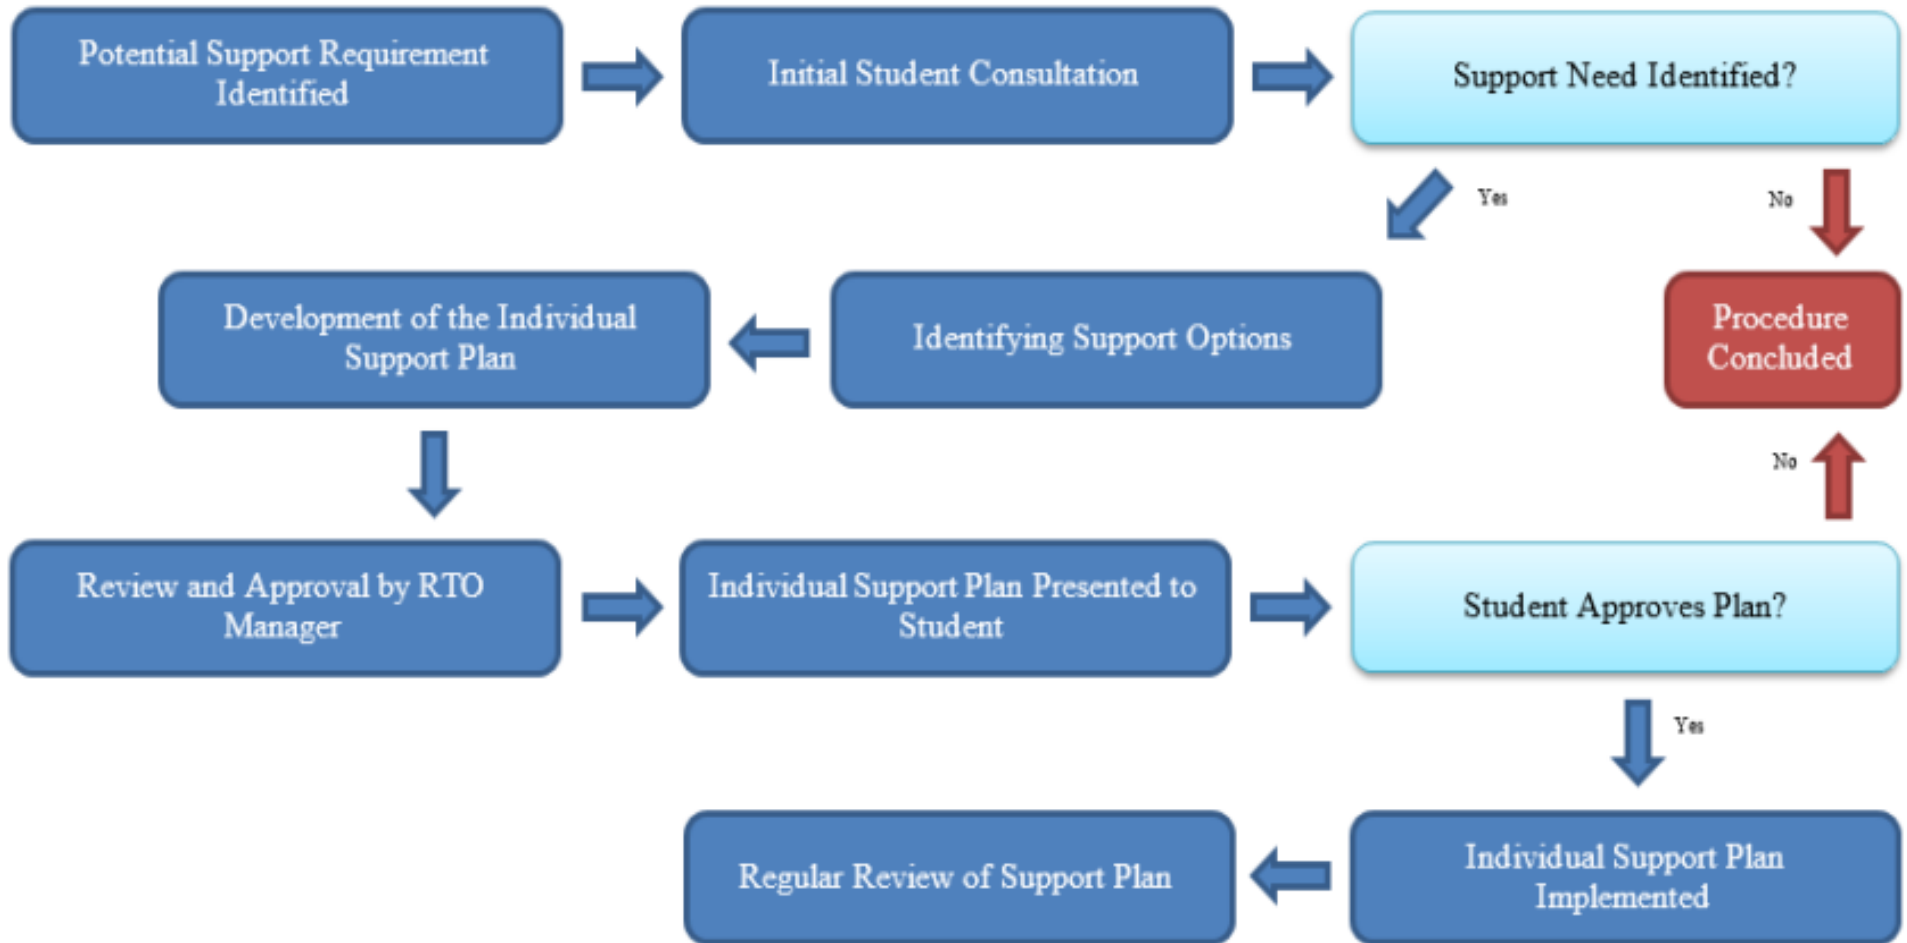 Potential Support Requirement
Identified
Initial Student Consultation
Support Need Identified?
Yes
No
Development of the Individual
Support Plan
Identifying Support Options
Procedure
Concluded
No
Review and Approval by RTO
Manager
Individual Support Plan Presented to
Student
Student Approves Plan?
Yes
Regular Review of Support Plan
Individual Support Plan
Implemented